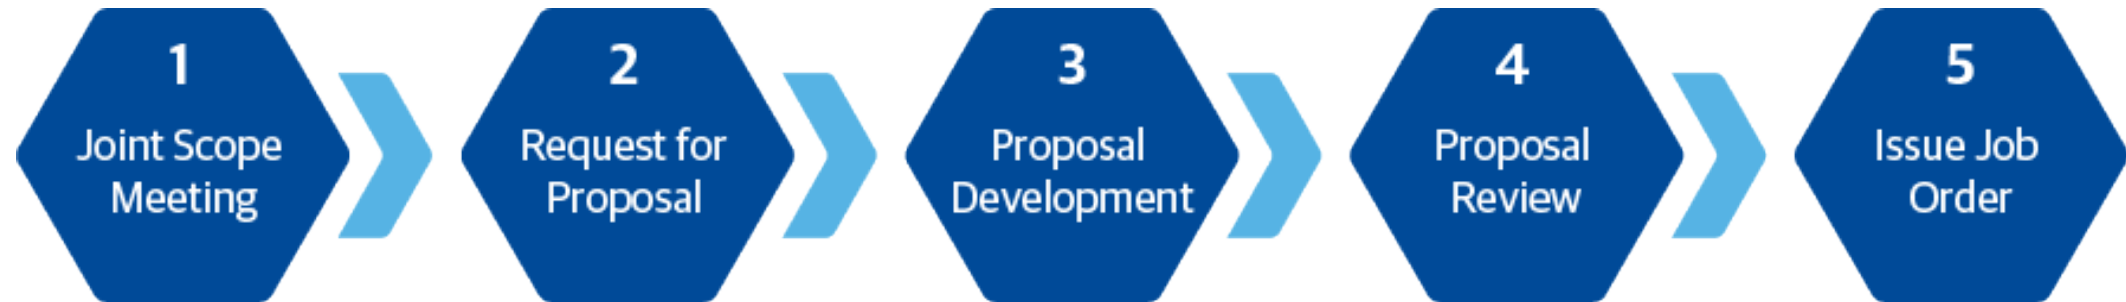 1
Joint Scope
Meeting
2
Request for
Proposal
3
Proposal
Development
4
Proposal
Review
5
Issue Job
Order